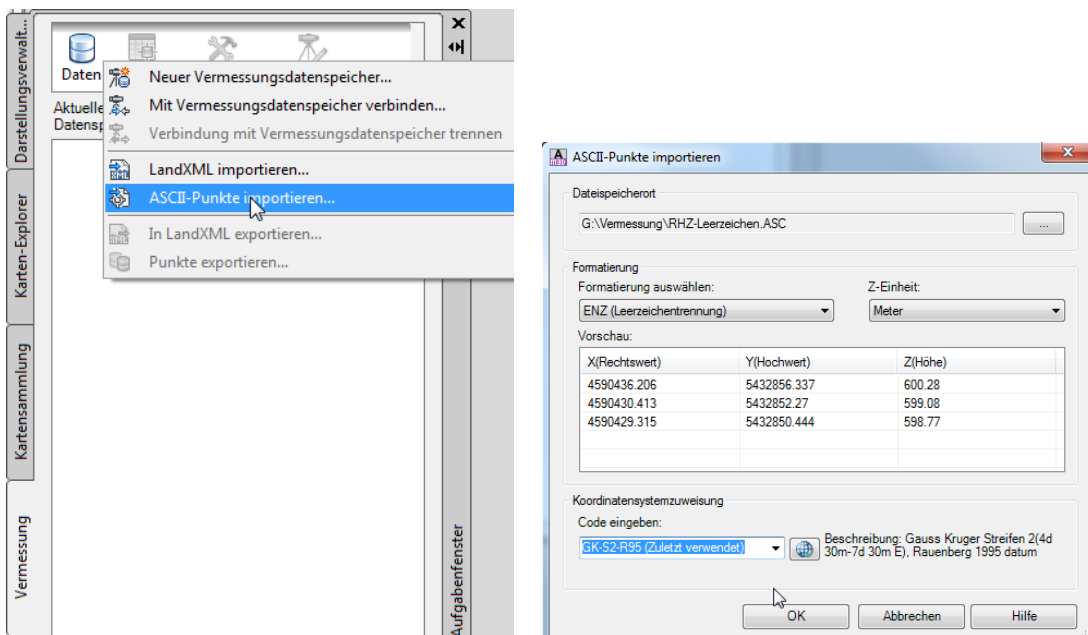 Darstellungsverwalt...
Karten-Explorer
Kartensammlung
Vermessung
Daten
Aktuelle
Datensp
Neuer Vermessungsdatenspeicher...
Mit Vermessungsdatenspeicher verbinden...
Verbindung mit Vermessungsdatenspeicher trennen
LandXML importieren...
ASCII-Punkte importieren...
In LandXML exportieren...
Punkte exportieren...
Aufgabenfenster
ASCII-Punkte importieren
Dateispeicherort
G:\Vermessung\RHZ-Leerzeichen.ASC
...
Formatierung
Formatierung auswählen:
Z-Einheit:
ENZ (Leerzeichentrennung)
Meter
Vorschau:
X(Rechtswert) Y(Hochwert) Z(Höhe)
4590436.206 5432856.337 600.28
4590430.413 5432852.27 599.08
4590429.315 5432850.444 598.77
Koordinatensystemzuweisung
Code eingeben:
GK-S2-R95 (Zuletzt verwendet)
Beschreibung: Gauss Kruger Streifen 2(4d
30m-7d 30m E), Rauenberg 1995 datum
OK Abbrechen Hilfe